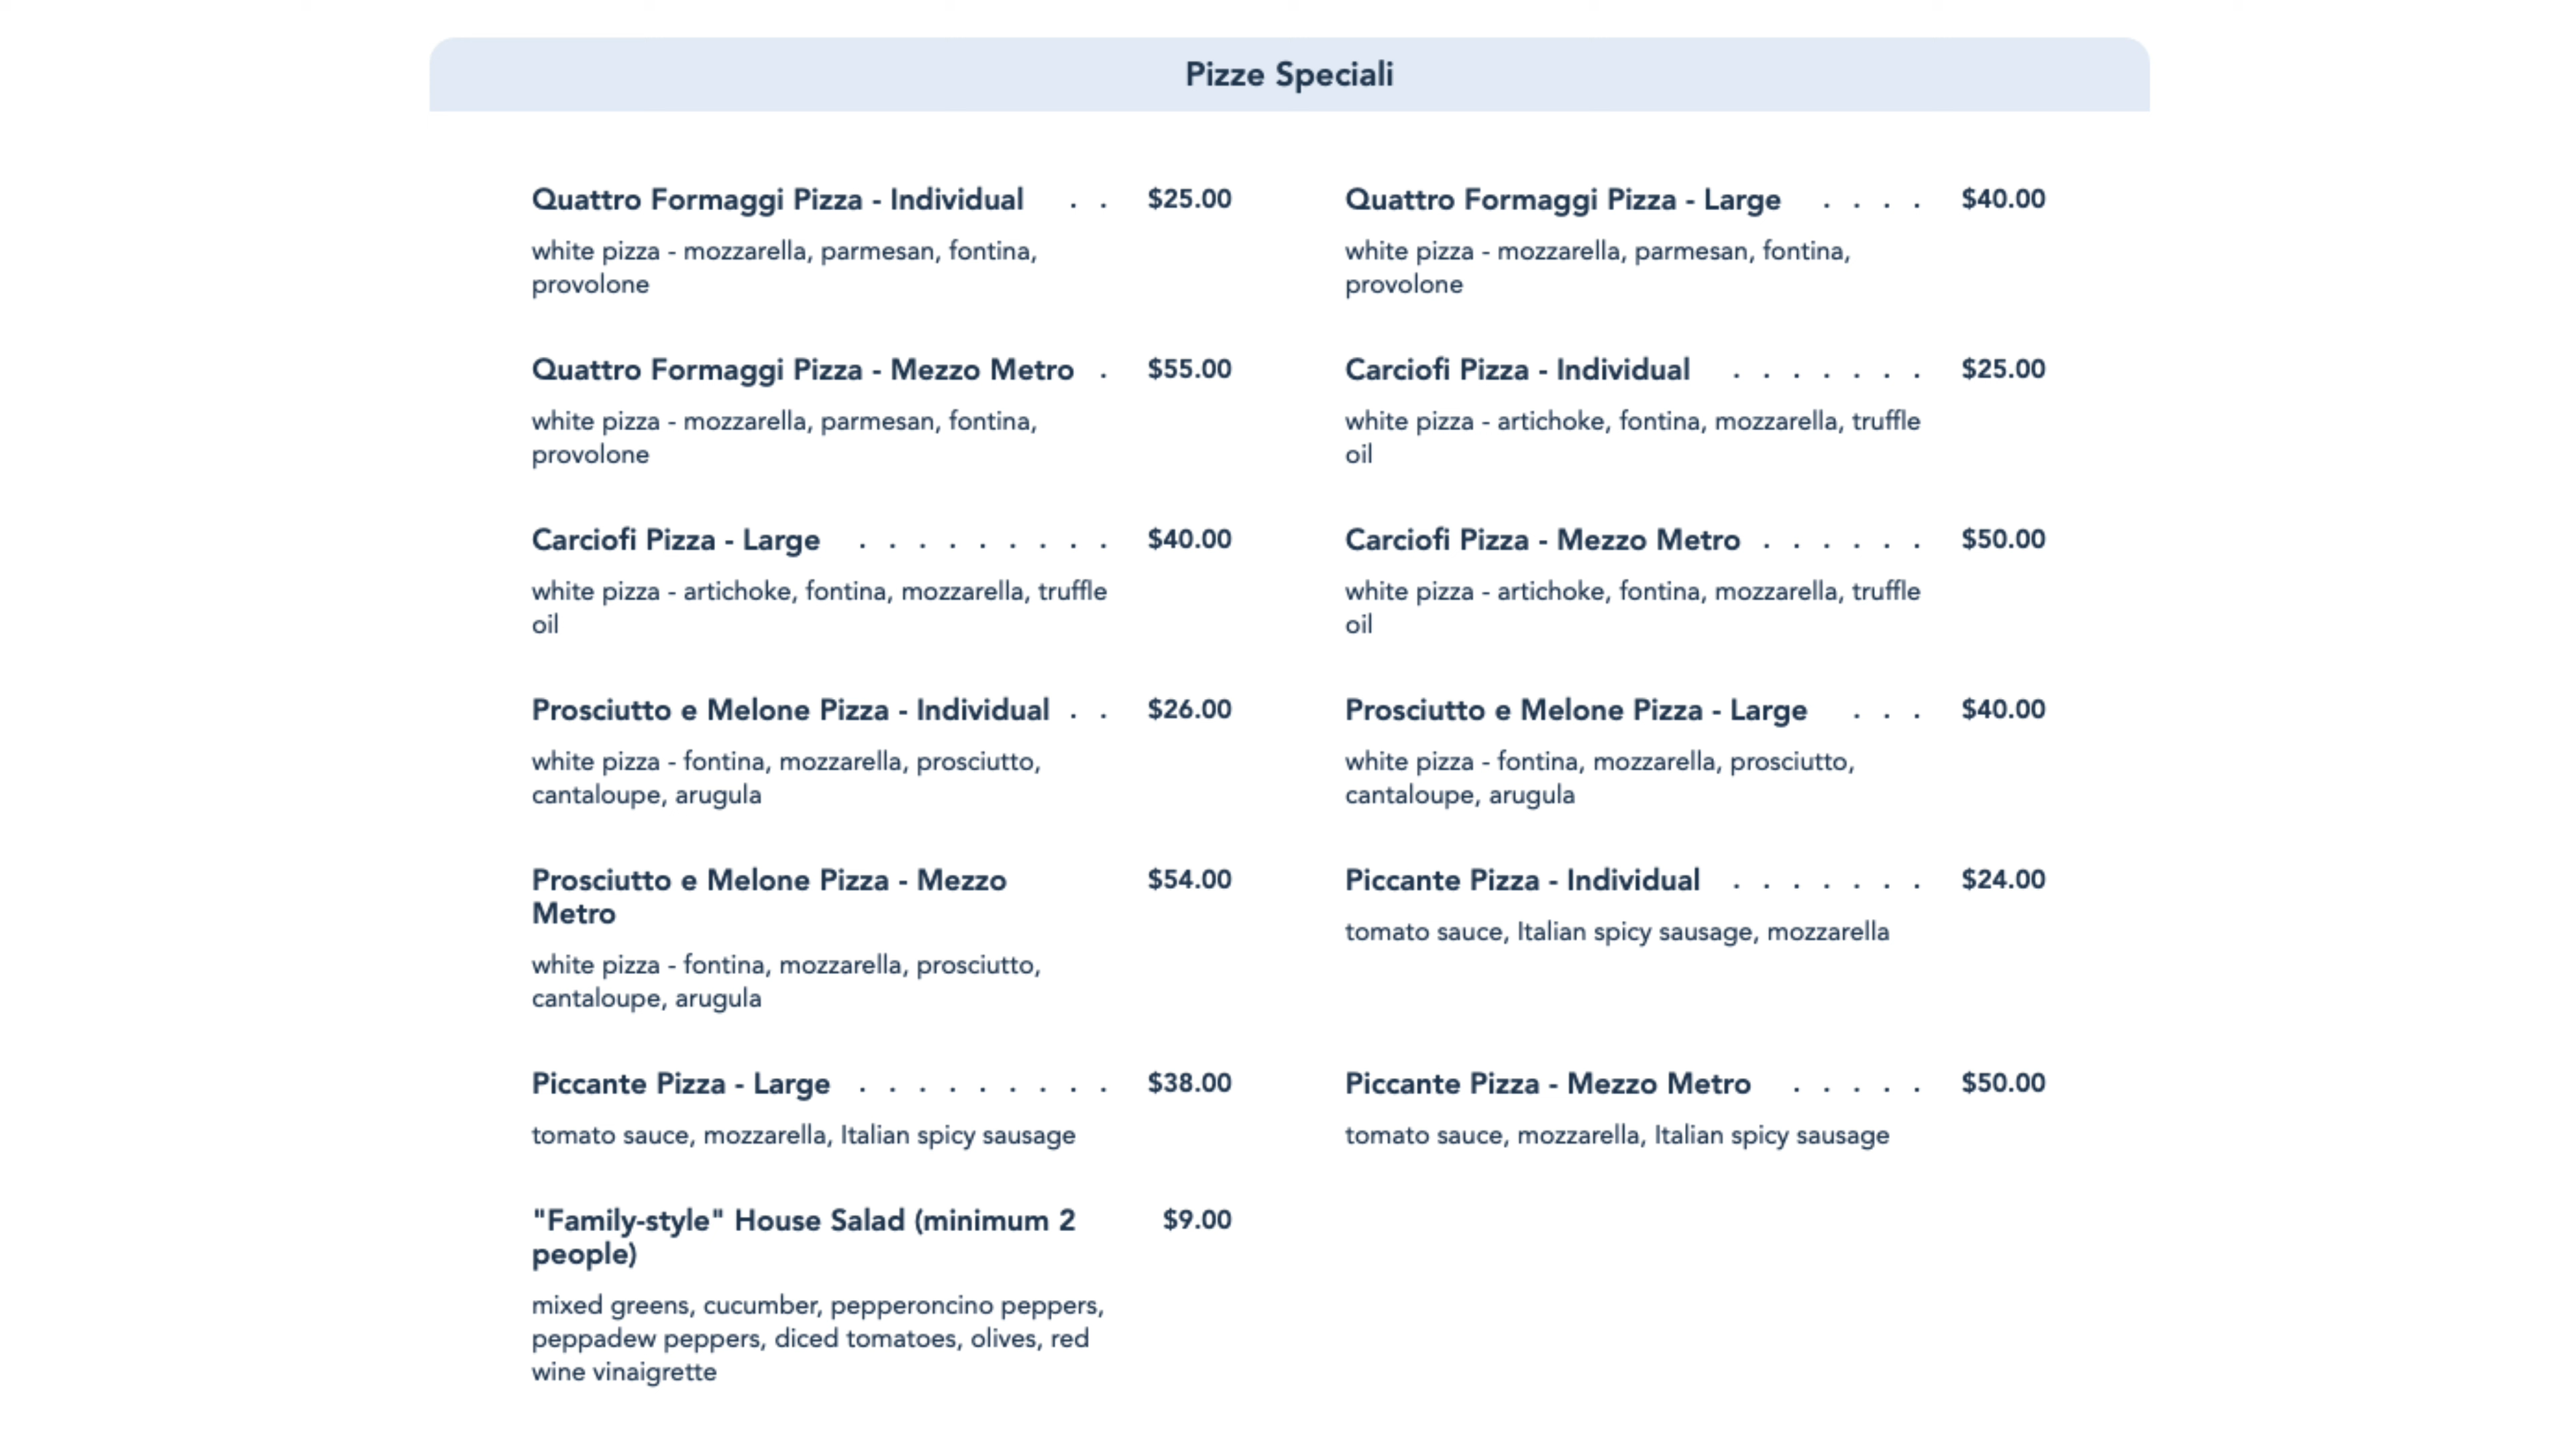 Pizze Speciali
Quattro Formaggi Pizza - Individual . . $25.00
white pizza - mozzarella, parmesan, fontina,
provolone
Quattro Formaggi Pizza - Large . . . . $40.00
white pizza - mozzarella, parmesan, fontina,
provolone
Quattro Formaggi Pizza - Mezzo Metro . $55.00
white pizza - mozzarella, parmesan, fontina,
provolone
Carciofi Pizza - Individual . . . . . . . $25.00
white pizza - artichoke, fontina, mozzarella, truffle
oil
Carciofi Pizza - Large . . . . . . . . . $40.00
white pizza - artichoke, fontina, mozzarella, truffle
oil
Carciofi Pizza - Mezzo Metro . . . . . . $50.00
white pizza - artichoke, fontina, mozzarella, truffle
oil
Prosciutto e Melone Pizza - Individual . . $26.00
white pizza - fontina, mozzarella, prosciutto,
cantaloupe, arugula
Prosciutto e Melone Pizza - Large . . . $40.00
white pizza - fontina, mozzarella, prosciutto,
cantaloupe, arugula
Prosciutto e Melone Pizza - Mezzo $54.00
Metro
white pizza - fontina, mozzarella, prosciutto,
cantaloupe, arugula
Piccante Pizza - Individual . . . . . . . $24.00
tomato sauce, Italian spicy sausage, mozzarella
Piccante Pizza - Large . . . . . . . . . $38.00
tomato sauce, mozzarella, Italian spicy sausage
Piccante Pizza - Mezzo Metro . . . . . $50.00
tomato sauce, mozzarella, Italian spicy sausage
"Family-style" House Salad (minimum 2 $9.00
people)
mixed greens, cucumber, pepperoncino peppers,
peppadew peppers, diced tomatoes, olives, red
wine vinaigrette